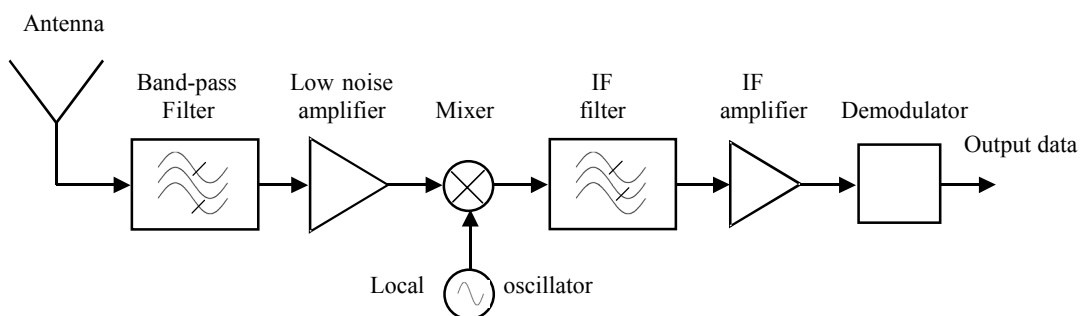 Antenna
Band-pass
Filter
Low noise
amplifier
Mixer
IF
filter
IF
amplifier
Demodulator
Output data
Local oscillator